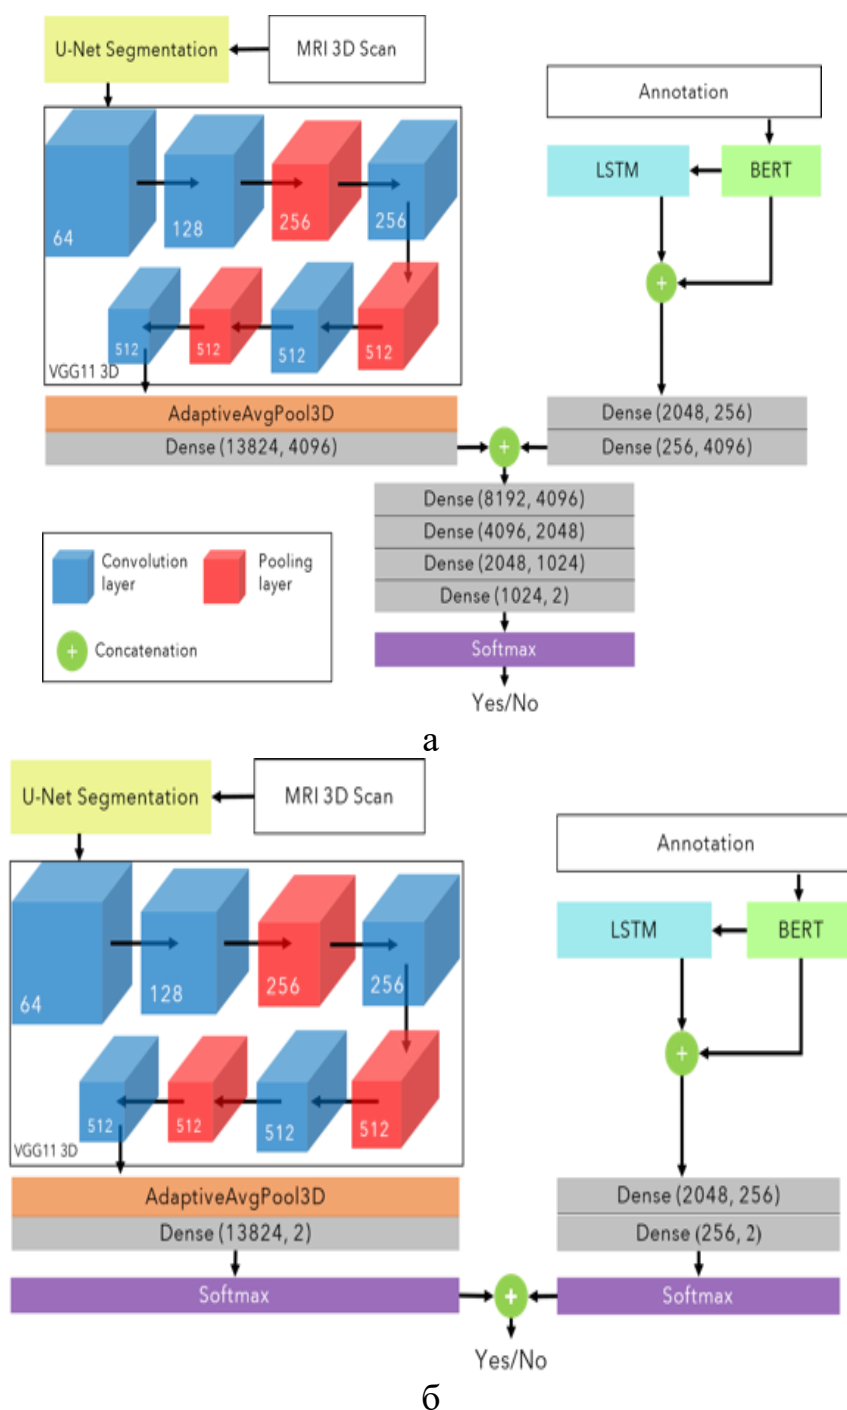 U-Net Segmentation
MRI 3D Scan
Annotation
LSTM
BERT
64
128
256
256
+
512
512
512
512
VGG11 3D
AdaptiveAvgPool3D
Dense (13824, 4096)
Dense (2048, 256)
Dense (256, 4096)
+
Dense (8192, 4096)
Dense (4096, 2048)
Dense (2048, 1024)
Dense (1024, 2)
Softmax
Yes/No
Convolution
layer
Pooling
layer
+
Concatenation
а
U-Net Segmentation
MRI 3D Scan
Annotation
LSTM
BERT
64
128
256
256
+
512
512
512
512
VGG11 3D
AdaptiveAvgPool3D
Dense (13824, 2)
Dense (2048, 256)
Dense (256, 2)
Softmax
+
Softmax
Yes/No
б